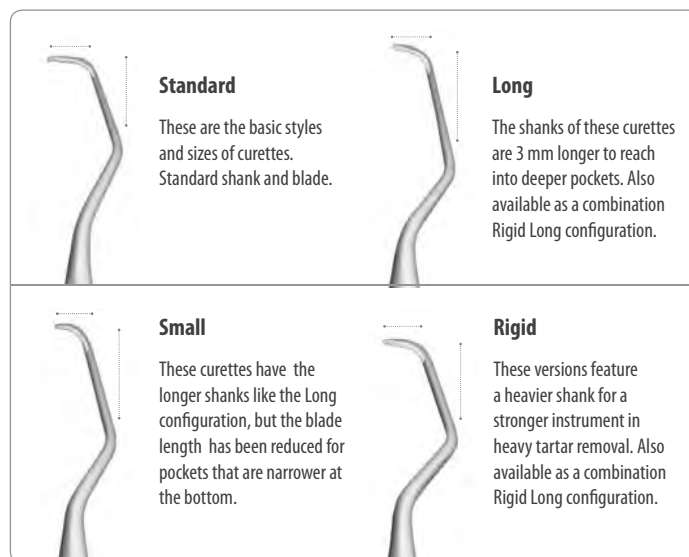 Standard
These are the basic styles
and sizes of curettes.
Standard shank and blade.
Long
The shanks of these curettes
are 3 mm longer to reach
into deeper pockets. Also
available as a combination
Rigid Long configuration.
Small
These curettes have the
longer shanks like the Long
configuration, but the blade
length has been reduced for
pockets that are narrower at
the bottom.
Rigid
These versions feature
a heavier shank for a
stronger instrument in
heavy tartar removal. Also
available as a combination
Rigid Long configuration.